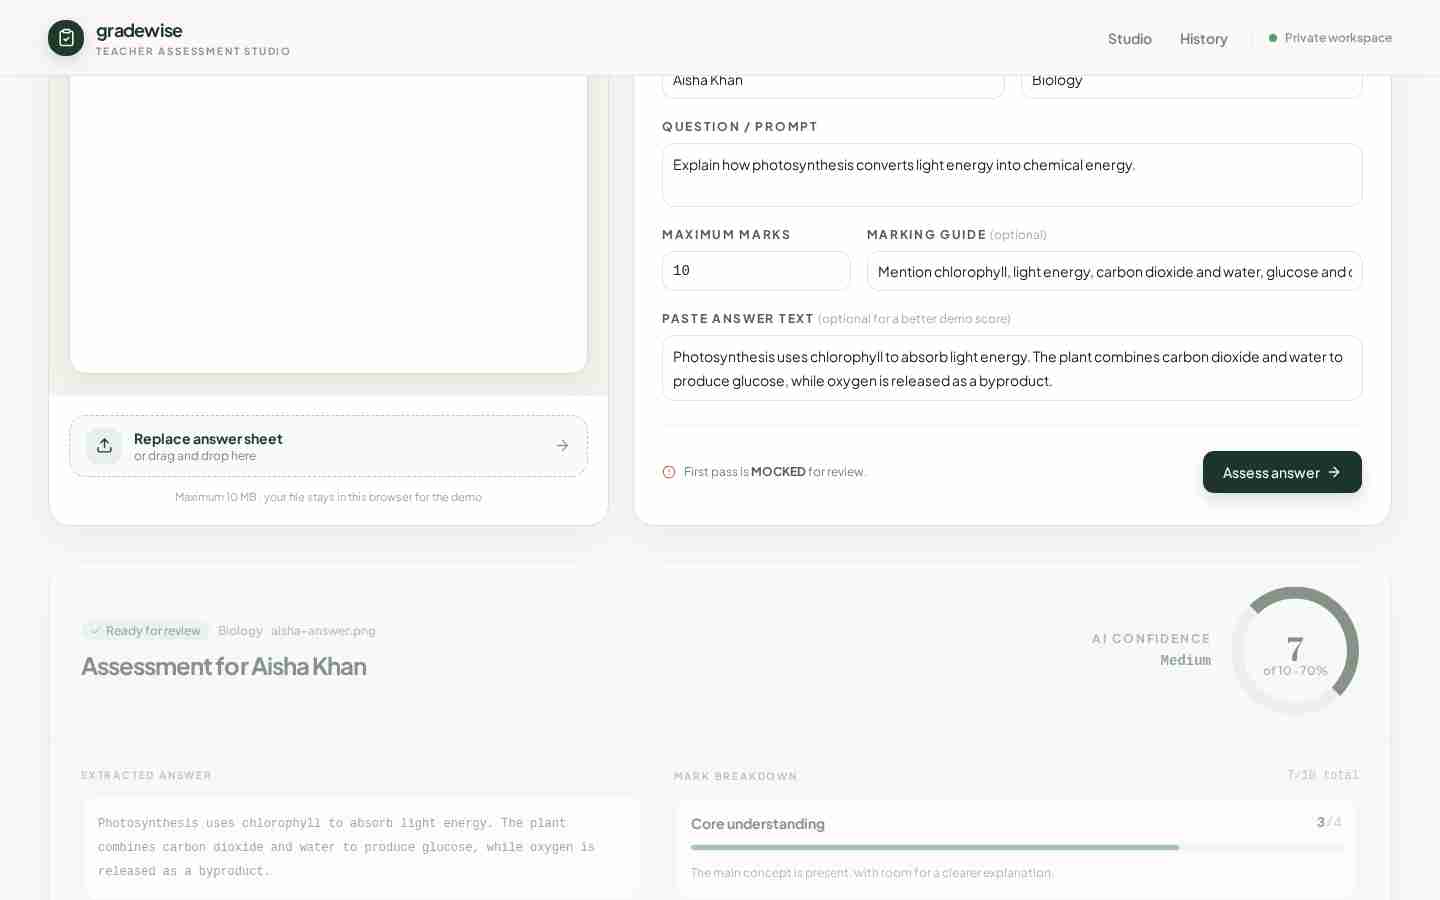 gradewise
TEACHER ASSESSMENT STUDIO
Studio
History
Private workspace
Aisha Khan
Biology
QUESTION / PROMPT
Explain how photosynthesis converts light energy into chemical energy.
MAXIMUM MARKS
MARKING GUIDE (optional)
10
Mention chlorophyll, light energy, carbon dioxide and water, glucose and
PASTE ANSWER TEXT (optional for a better demo score)
Photosynthesis uses chlorophyll to absorb light energy. The plant combines carbon dioxide and water to
produce glucose, while oxygen is released as a byproduct.
Replace answer sheet
or drag and drop here
Maximum 10 MB · your file stays in this browser for the demo
First pass is MOCKED for review.
Assess answer
Ready for review
Biology · aisha-answer.png
Assessment for Aisha Khan
AI CONFIDENCE
Medium
7
of 10 · 70%
EXTRACTED ANSWER
Photosynthesis uses chlorophyll to absorb light energy. The plant
combines carbon dioxide and water to produce glucose, while oxygen is
released as a byproduct.
MARK BREAKDOWN
7/10 total
Core understanding
3/4
The main concept is present, with room for a clearer explanation.